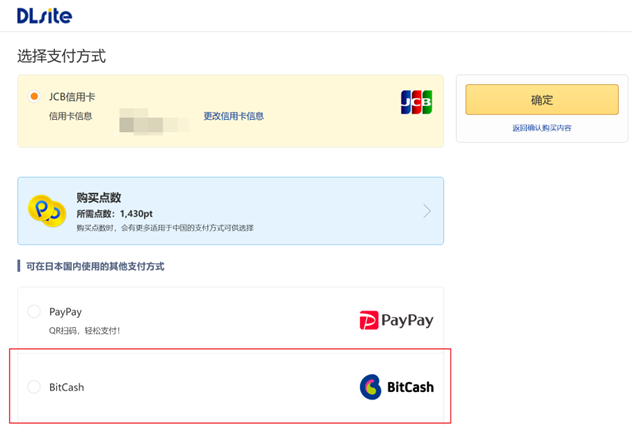 DLsite
选择支付方式
JCB信用卡
信用卡信息
更改信用卡信息
JCB
确定
返回确认购买内容
购买点数
所需点数：1,430pt
购买点数时，会有更多适用于中国的支付方式可供选择
可在日本国内使用的其他支付方式
PayPay
QR扫码，轻松支付！
PayPay
BitCash
BitCash